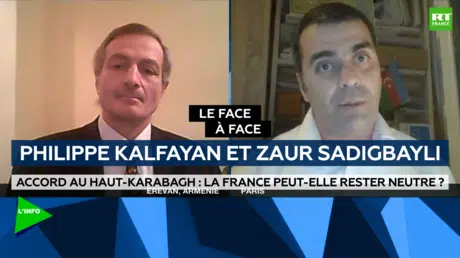 RT
FRANCE
LE FACE
À FACE
PHILIPPE KALFAYAN ET ZAUR SADIGBAYLI
ACCORD AU HAUT-KARABAGH : LA FRANCE PEUT-ELLE RESTER NEUTRE ?
EREVAN, ARMÉNIE PARIS
L'INFO